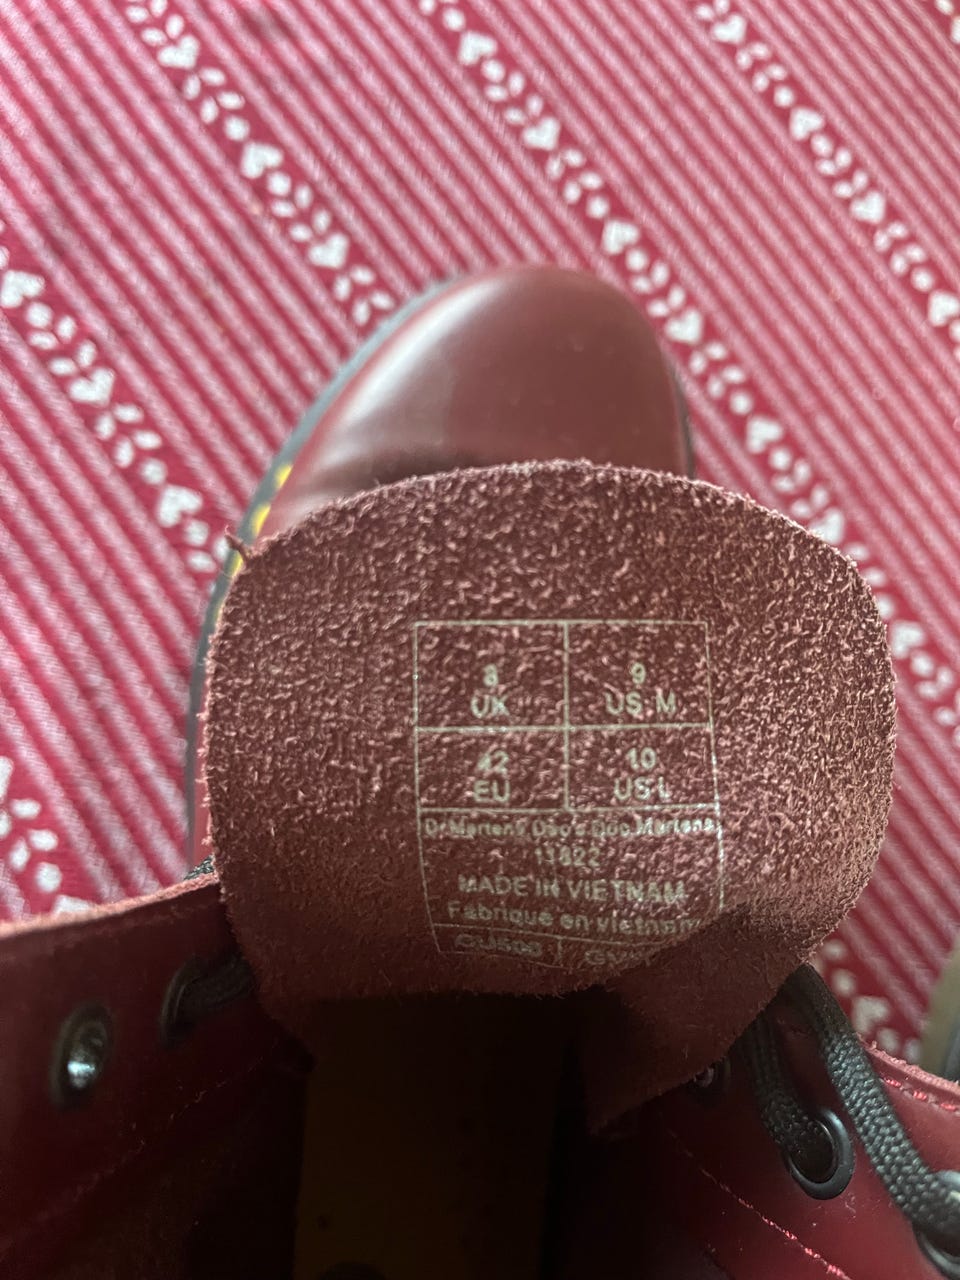 8 9
UK US M
42 10
EU US L
Dr.Martens Doc's Doc Martens
11822
MADE IN VIETNAM
Fabriqué en Vietnam